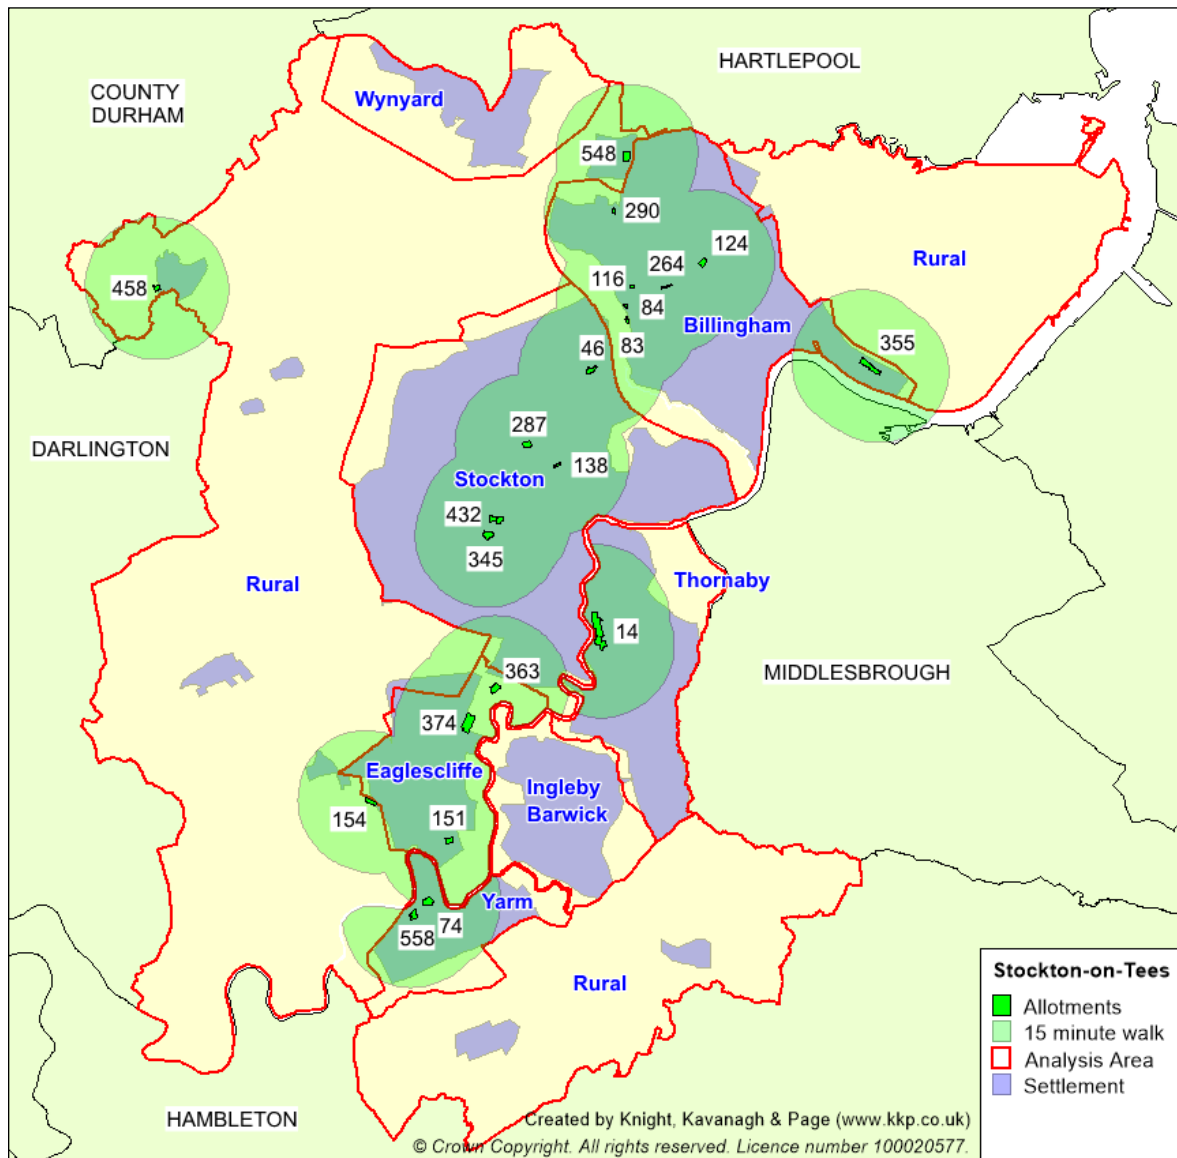 HARTLEPOOL
COUNTY
DURHAM
Wynyard
548
290
124
264
116
458
Rural
84
Billingham
83
46
355
287
DARLINGTON
138
Stockton
432
345
Rural
Thornaby
14
363
MIDDLESBROUGH
374
Eaglescliffe
Ingleby
Barwick
154
151
Yarm
74
558
Rural
Stockton-on-Tees
Allotments
15 minute walk
Analysis Area
Settlement
HAMBLETON
Created by Knight, Kavanagh & Page (www.kkp.co.uk)
© Crown Copyright. All rights reserved. Licence number 100020577.